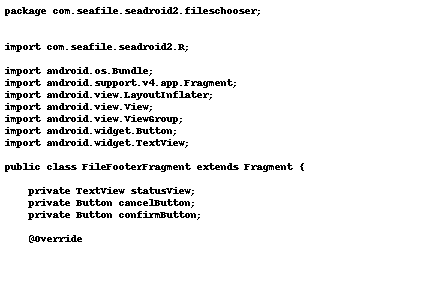 package com.seafile.seadroid2.fileschooser;
import com.seafile.seadroid2.R;
import android.os.Bundle;
import android.support.v4.app.Fragment;
import android.view.LayoutInflater;
import android.view.View;
import android.view.ViewGroup;
import android.widget.Button;
import android.widget.TextView;
public class FileFooterFragment extends Fragment {
    private TextView statusView;
    private Button cancelButton;
    private Button confirmButton;
    @Override